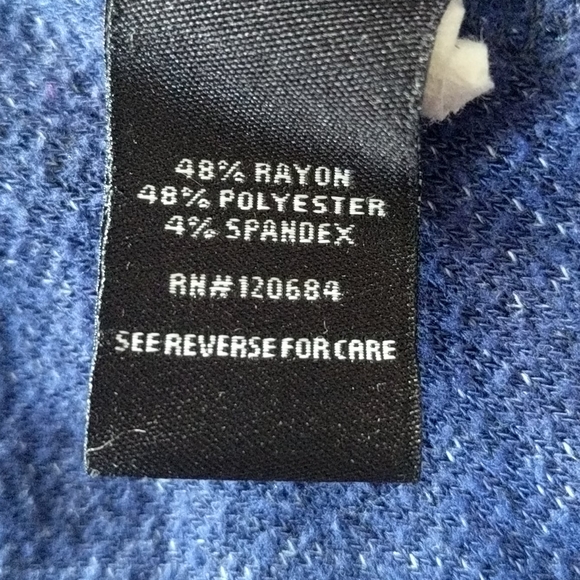 48% RAYON
48% POLYESTER
4% SPANDEX
RN#120684
SEE REVERSE FOR CARE